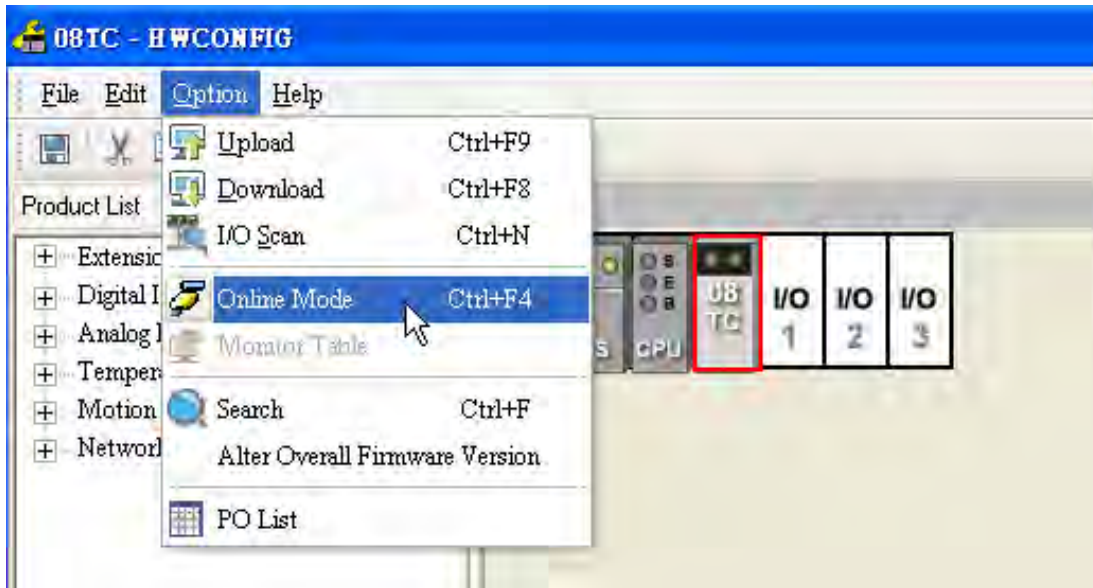 08TC - HWCONFIG
File Edit Option Help
Upload Ctrl+F9
Download Ctrl+F8
Product List
I/O Scan Ctrl+N
Extensic
Digital I
Analog I
Temper
Motion
Networl
Online Mode Ctrl+F4
Monitor Table
Search Ctrl+F
Alter Overall Firmware Version
PO List
S
CPU
08
TC
I/O
1
I/O
2
I/O
3